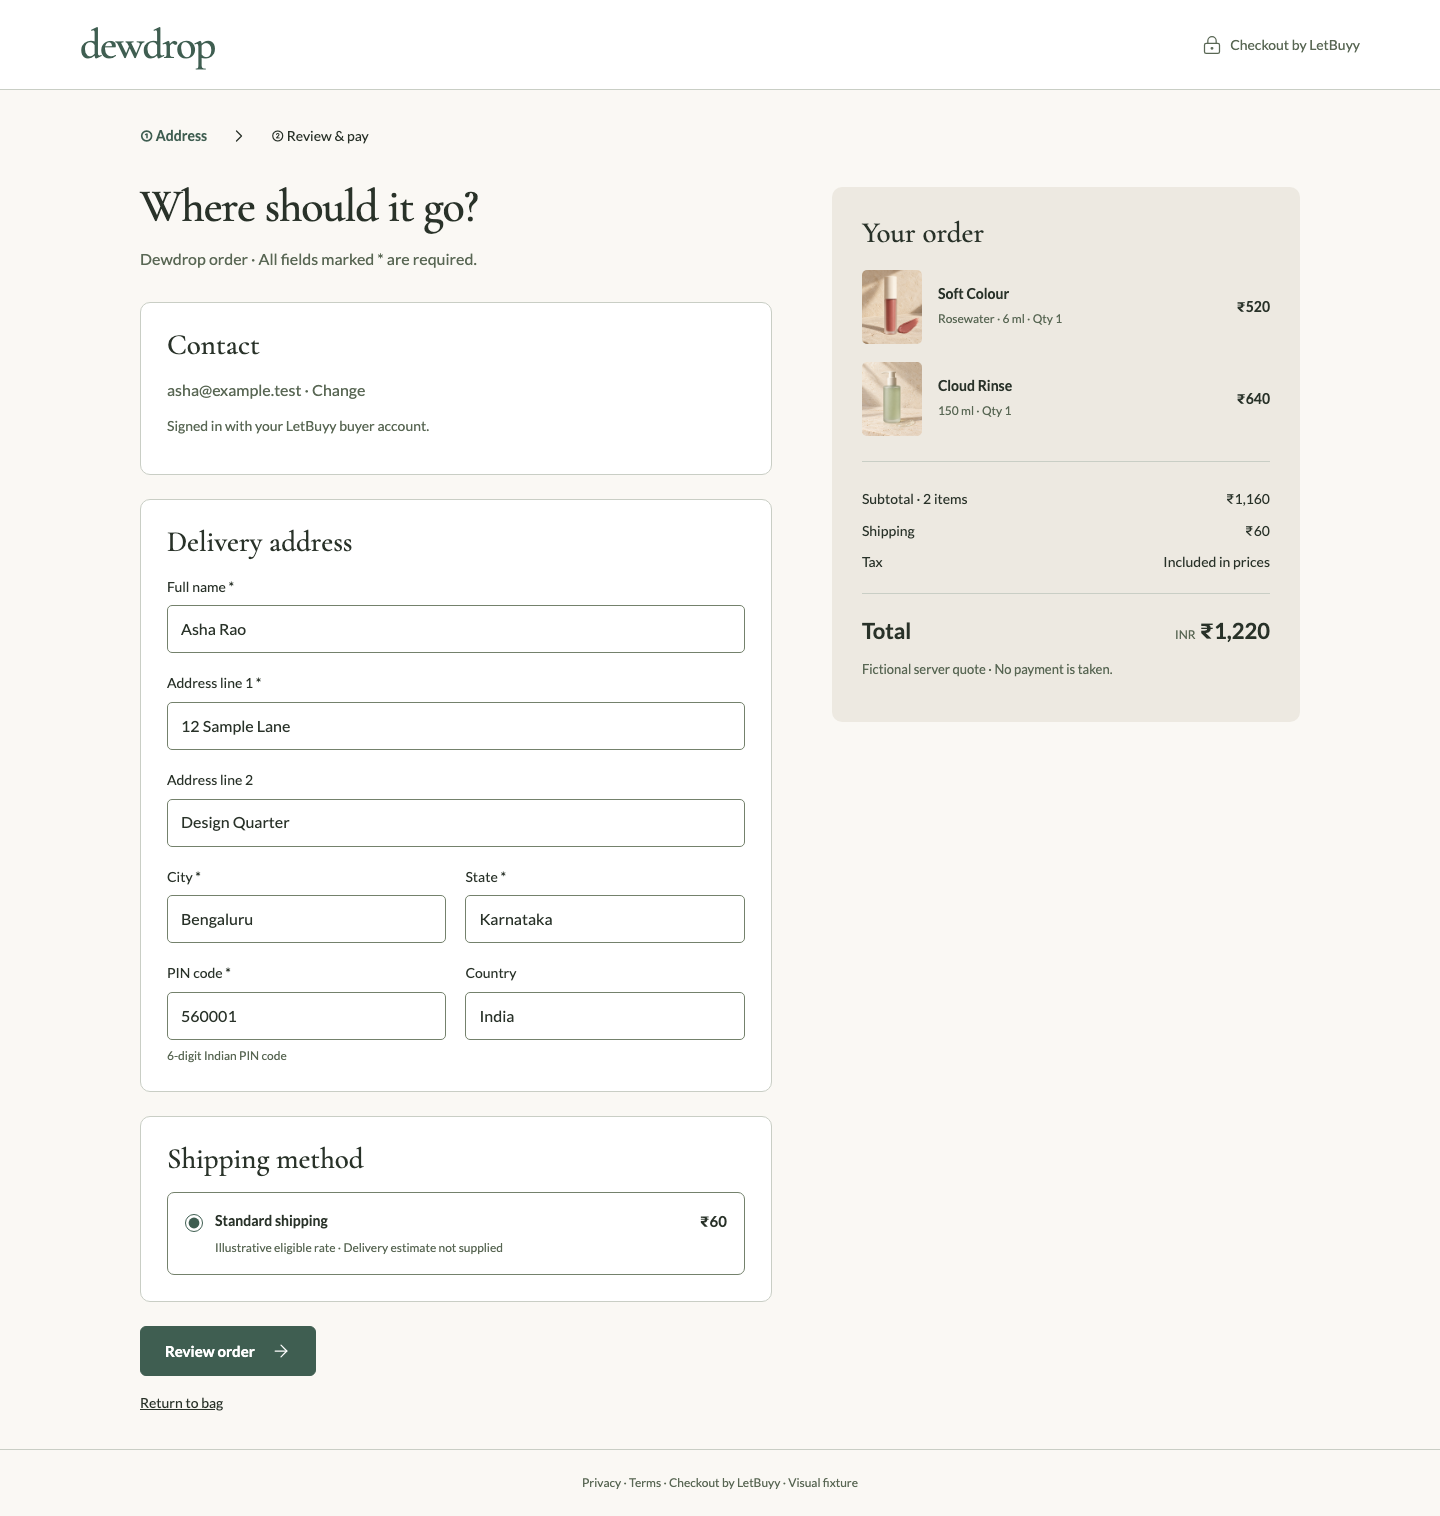 dewdrop
Checkout by LetBuyy
① Address
② Review & pay
Where should it go?
Dewdrop order · All fields marked * are required.
Contact
asha@example.test · Change
Signed in with your LetBuyy buyer account.
Delivery address
Full name *
Asha Rao
Address line 1 *
12 Sample Lane
Address line 2
Design Quarter
City *
State *
Bengaluru
Karnataka
PIN code *
Country
560001
India
6-digit Indian PIN code
Shipping method
Standard shipping
₹60
Illustrative eligible rate · Delivery estimate not supplied
Review order
Return to bag
Your order
Soft Colour
Rosewater · 6 ml · Qty 1
₹520
Cloud Rinse
150 ml · Qty 1
₹640
Subtotal · 2 items
₹1,160
Shipping
₹60
Tax
Included in prices
Total
INR ₹1,220
Fictional server quote · No payment is taken.
Privacy · Terms · Checkout by LetBuyy · Visual fixture